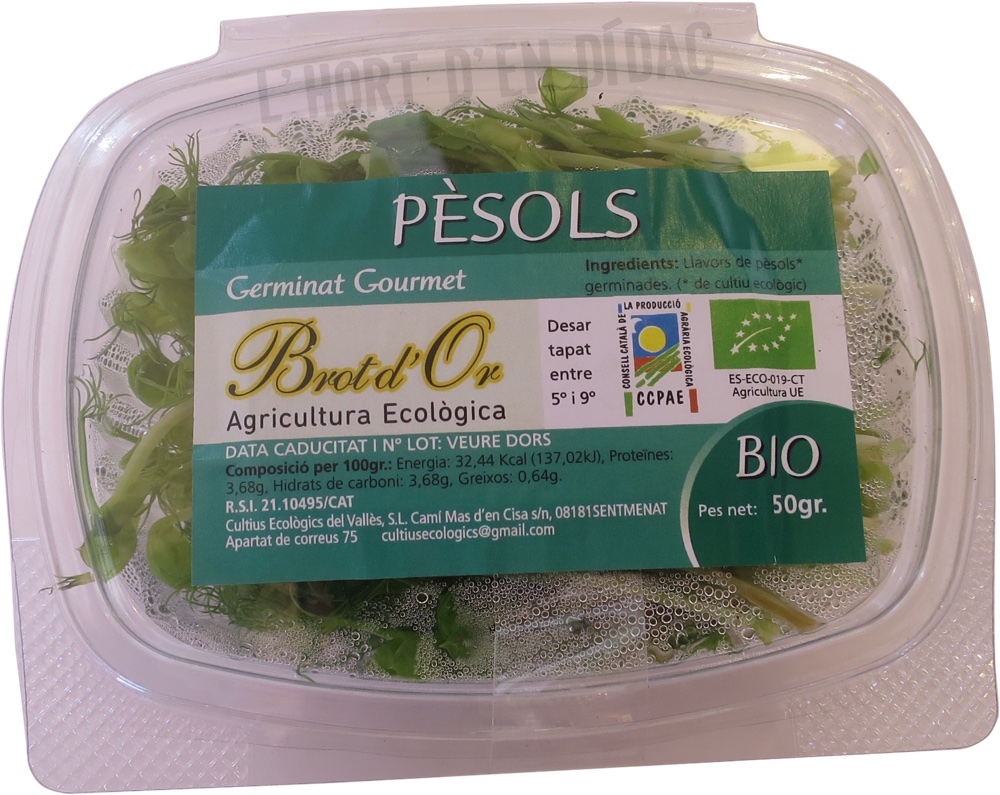 L'HORT D'EN DÍDAC
PÈSOLS
Germinat Gourmet
Ingredients: Llavors de pèsols*
germinades. (* de cultiu ecològic)
Brot d'Or
Agricultura Ecològica
Desar
tapat
entre
5º i 9º
CONSELL CATALÀ DE LA PRODUCCIÓ AGRÀRIA ECOLÒGICA
CCPAE
ES-ECO-019-CT
Agricultura UE
DATA CADUCITAT I Nº LOT: VEURE DORS
Composició per 100gr.: Energia: 32,44 Kcal (137,02kJ), Proteïnes:
3,68g, Hidrats de carboni: 3,68g, Greixos: 0,64g.
R.S.I. 21.10495/CAT
Cultius Ecològics del Vallès, S.L. Camí Mas d'en Cisa s/n, 08181SENTMENAT
Apartat de correus 75 cultiusecologics@gmail.com
BIO
Pes net: 50gr.